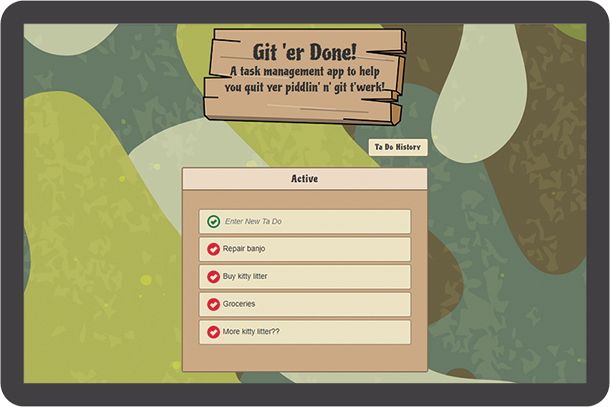 Git 'er Done!
A task management app to help
you quit yer piddlin' n' git t'werk!
Ta Do History
Active
Enter New Ta Do
Repair banjo
Buy kitty litter
Groceries
More kitty litter??